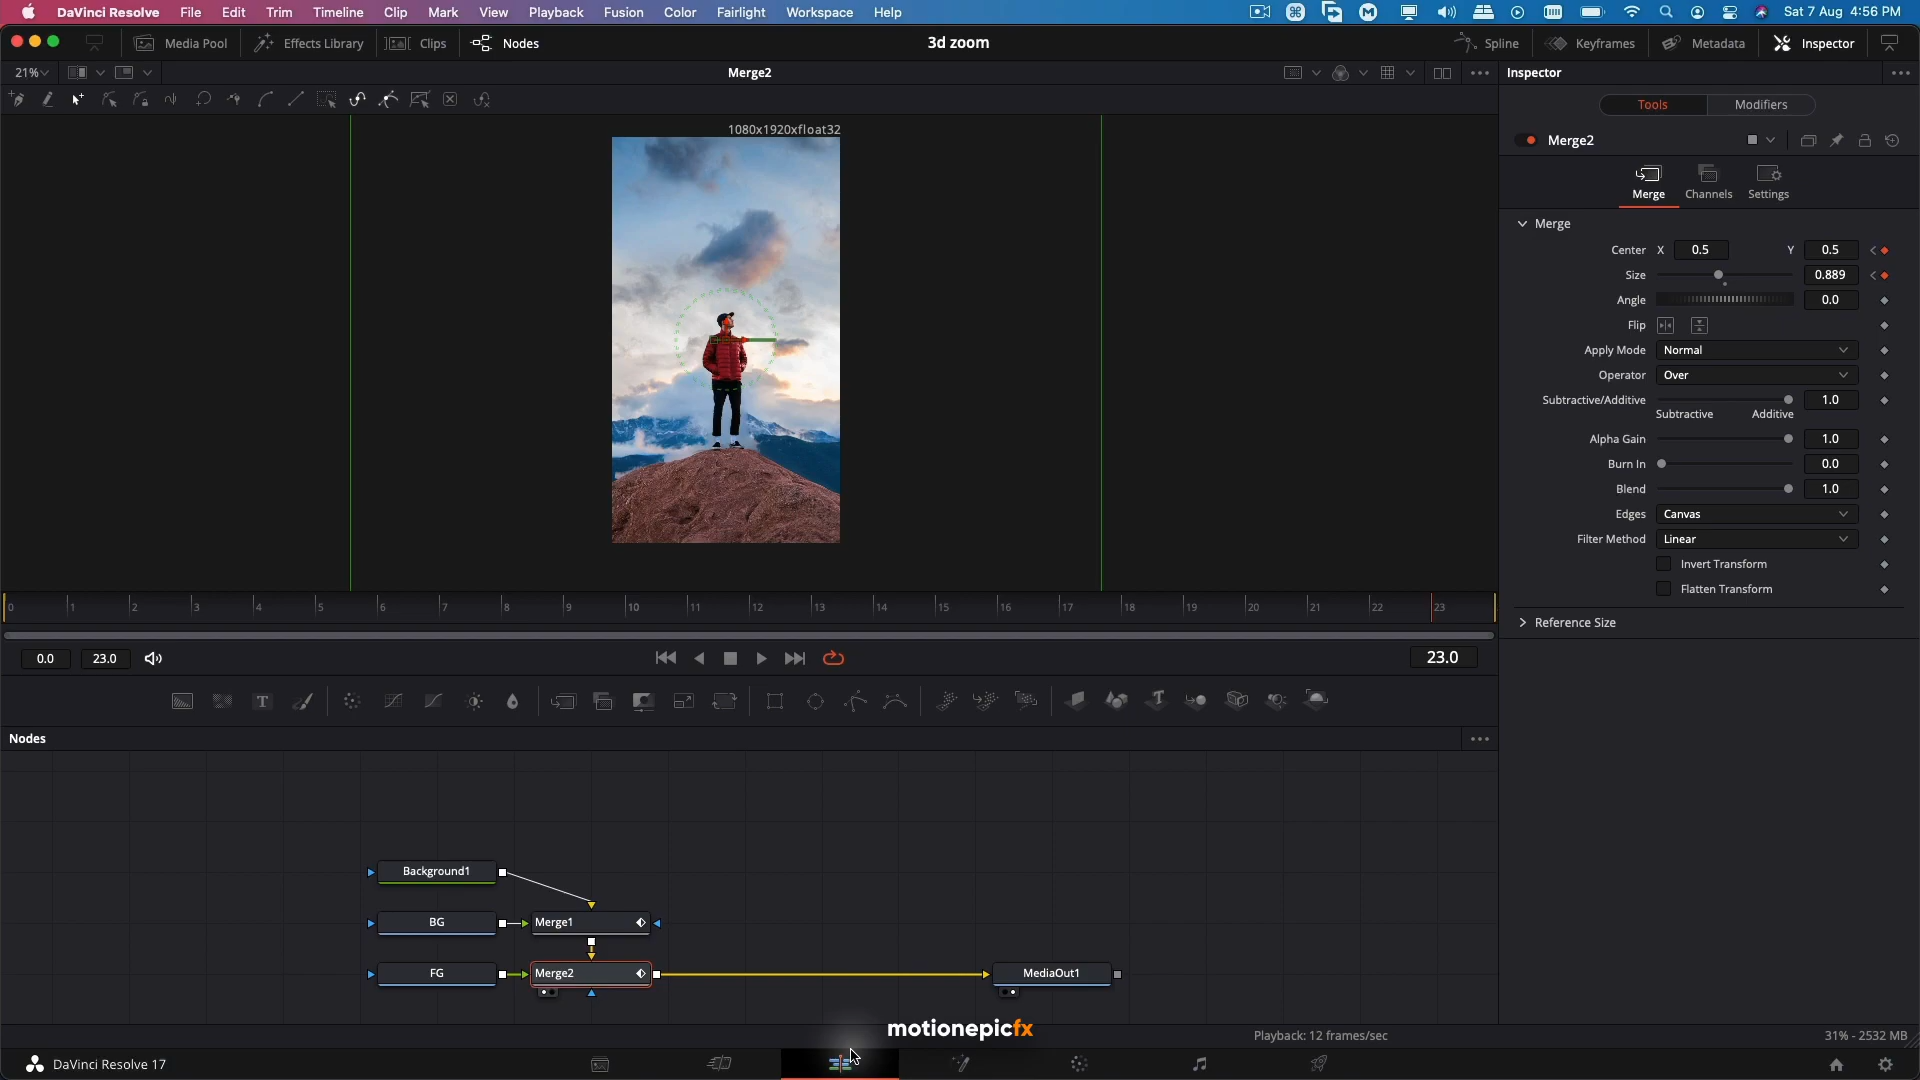 DaVinci Resolve File Edit Trim Timeline Clip Mark View Playback Fusion Color Fairlight Workspace Help Sat 7 Aug 4:56 PM
Media Pool Effects Library Clips Nodes 3d zoom Spline Keyframes Metadata Inspector
21% Merge2 Inspector
Tools Modifiers
1080x1920xfloat32
Merge2
Merge Channels Settings
Merge
Center X 0.5 Y 0.5
Size 0.889
Angle 0.0
Flip
Apply Mode Normal
Operator Over
Subtractive/Additive 1.0
Subtractive Additive
Alpha Gain 1.0
Burn In 0.0
Blend 1.0
Edges Canvas
Filter Method Linear
Invert Transform
Flatten Transform
Reference Size
0 1 2 3 4 5 6 7 8 9 10 11 12 13 14 15 16 17 18 19 20 21 22 23
0.0 23.0 23.0
Nodes
Background1
BG Merge1
FG Merge2 MediaOut1
motionepicfx
Playback: 12 frames/sec 31% - 2532 MB
DaVinci Resolve 17